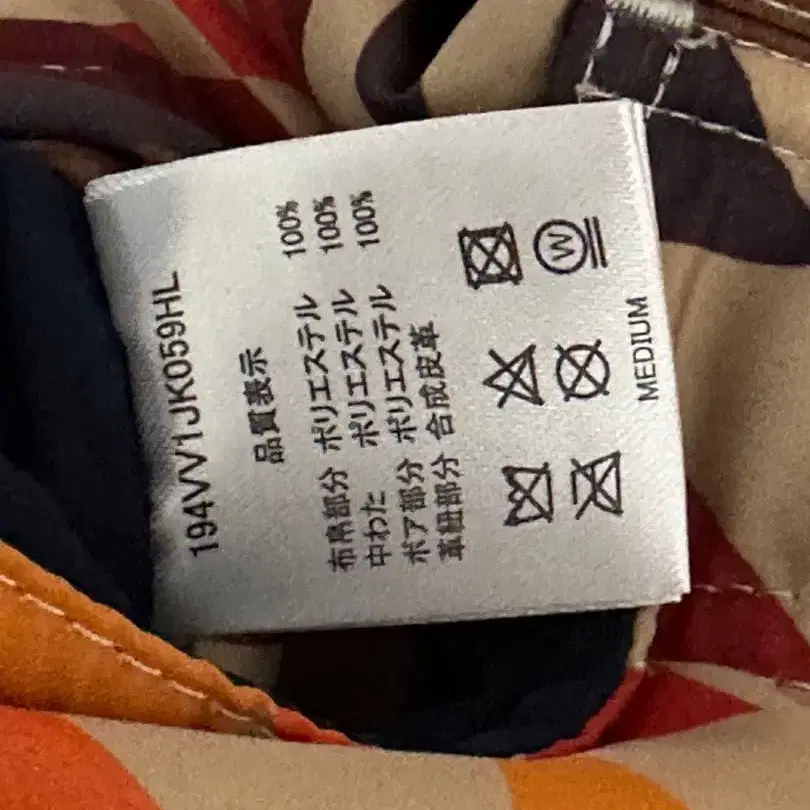 194VV1JK059HL
品質表示
布帛部分 ポリエステル 100%
中わた ポリエステル 100%
ボア部分 ポリエステル 100%
革紐部分 合成皮革
W
MEDIUM